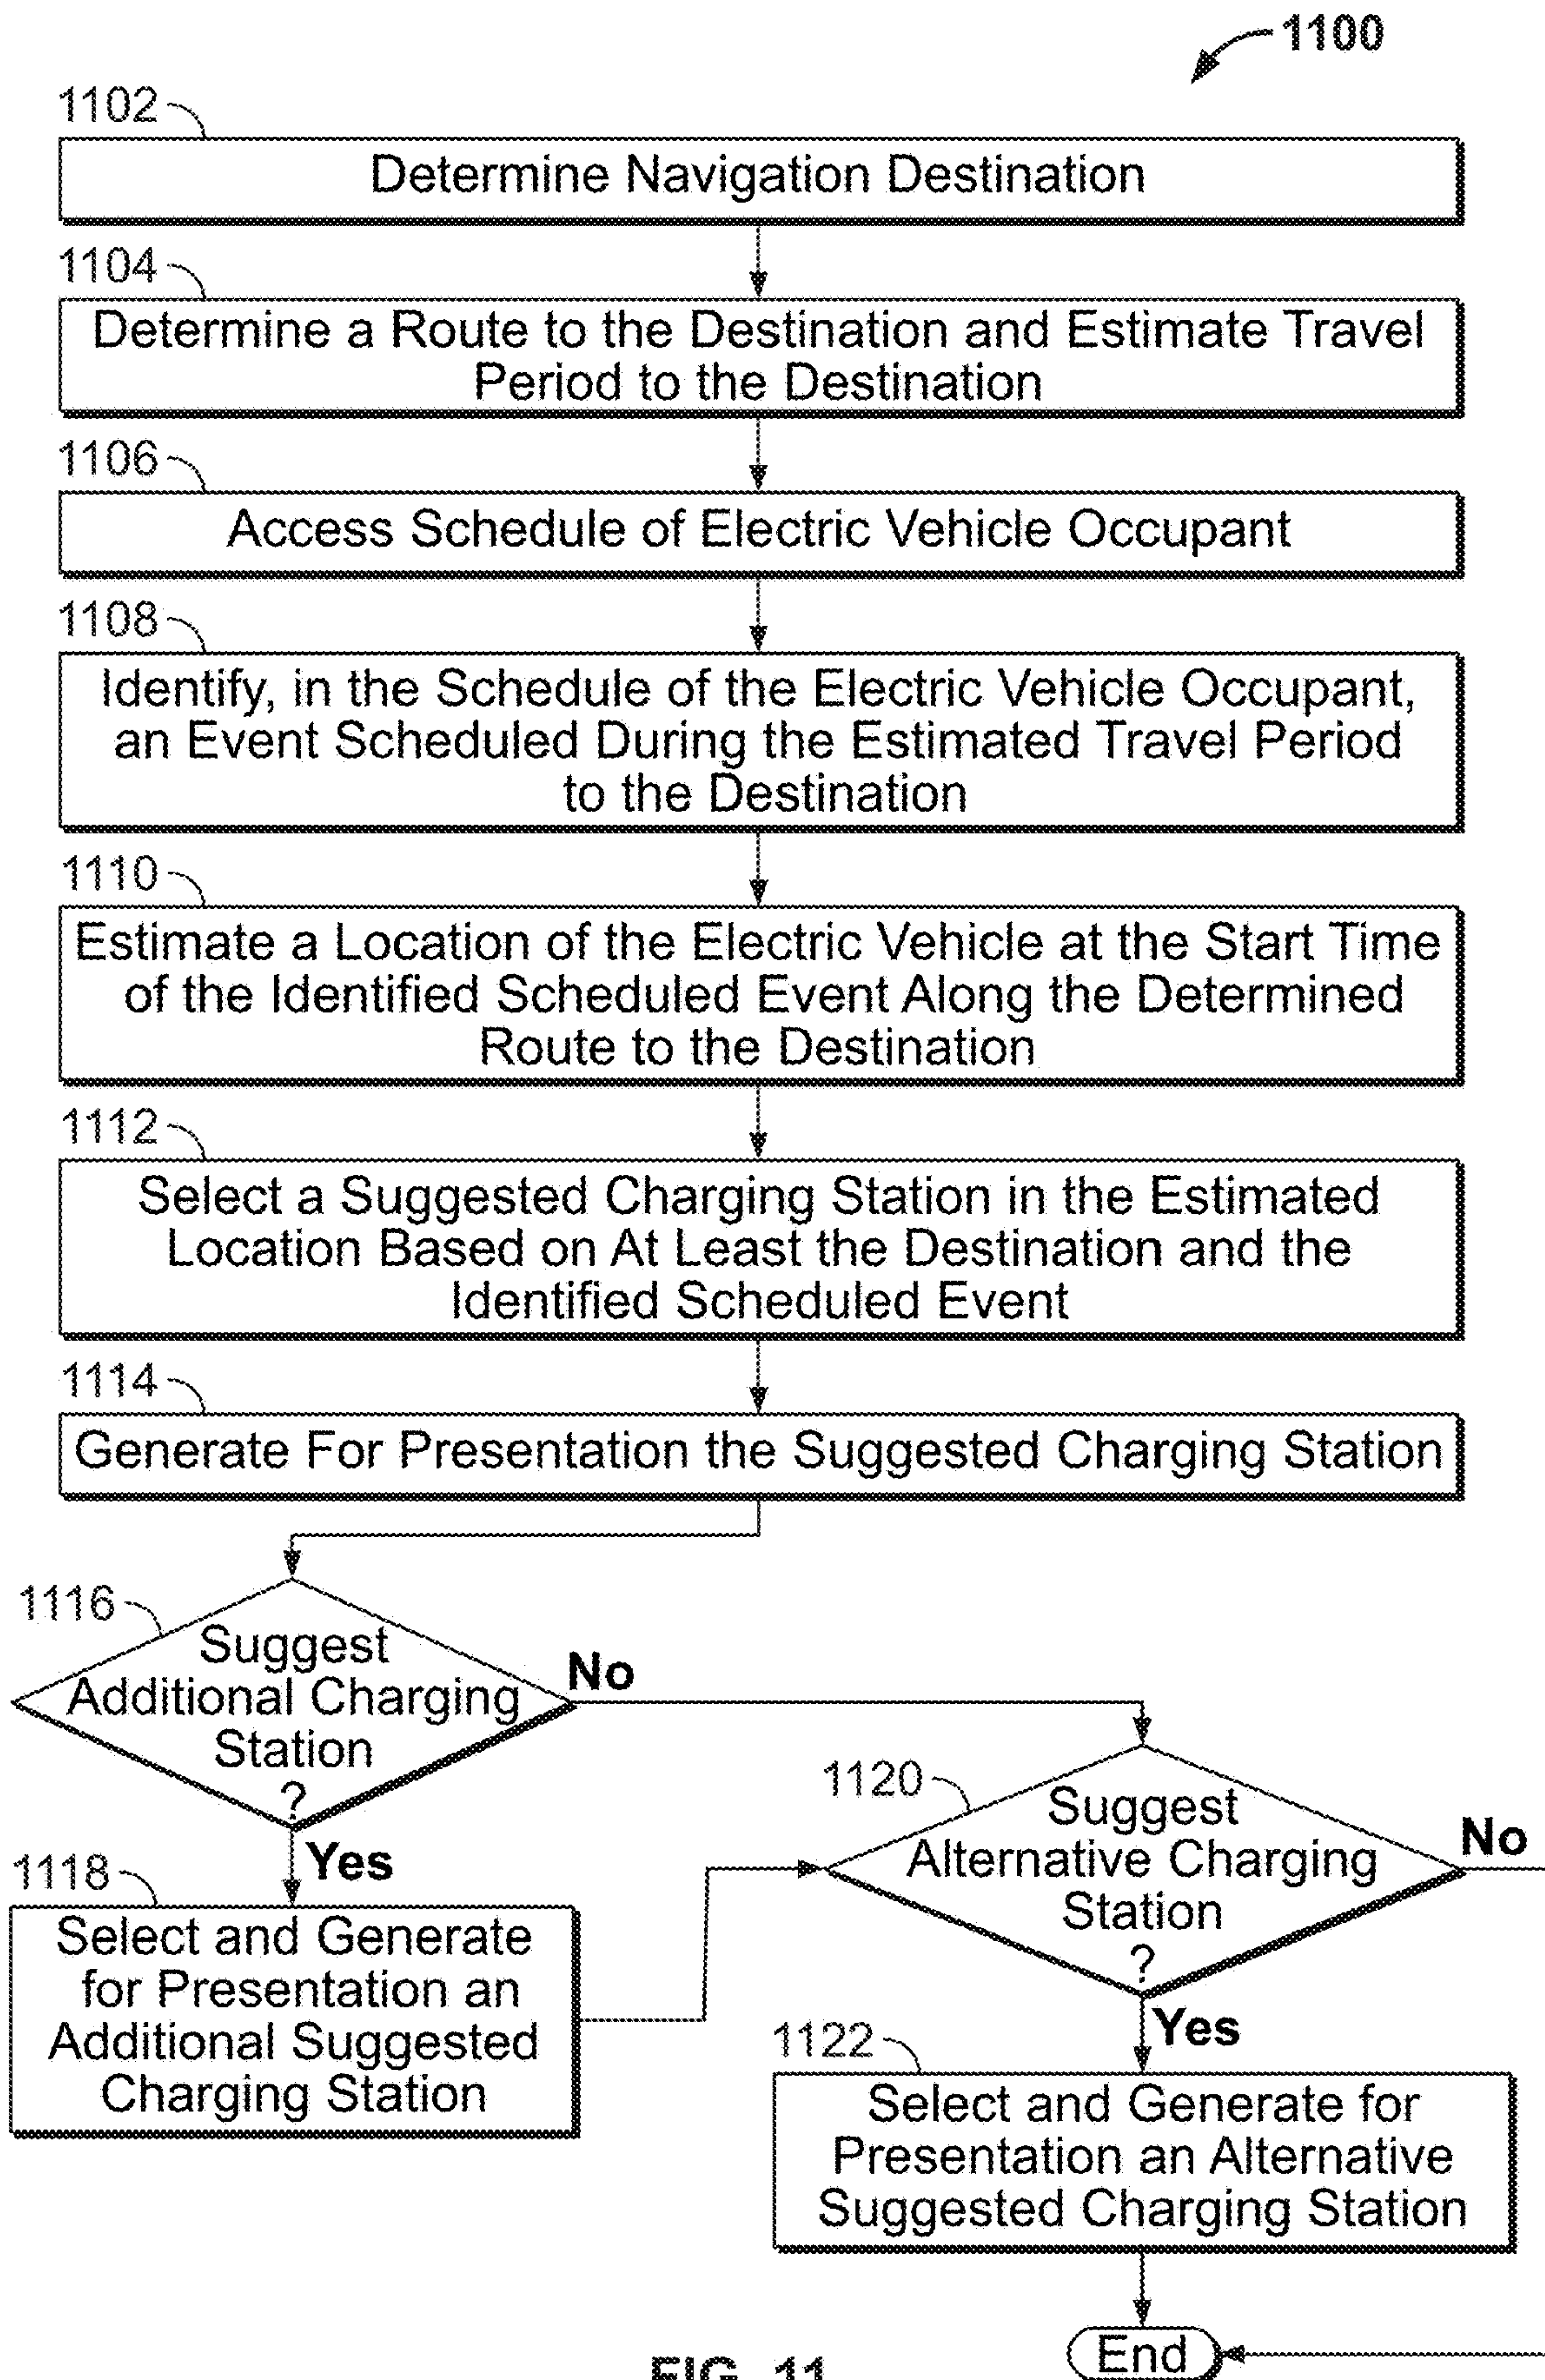 1100
1102
Determine Navigation Destination
1104
Determine a Route to the Destination and Estimate Travel
Period to the Destination
1106
Access Schedule of Electric Vehicle Occupant
1108
Identify, in the Schedule of the Electric Vehicle Occupant,
an Event Scheduled During the Estimated Travel Period
to the Destination
1110
Estimate a Location of the Electric Vehicle at the Start Time
of the Identified Scheduled Event Along the Determined
Route to the Destination
1112
Select a Suggested Charging Station in the Estimated
Location Based on At Least the Destination and the
Identified Scheduled Event
1114
Generate For Presentation the Suggested Charging Station
1116
Suggest
Additional Charging
Station
?
No
Yes
1118
Select and Generate
for Presentation an
Additional Suggested
Charging Station
1120
Suggest
Alternative Charging
Station
?
No
Yes
1122
Select and Generate for
Presentation an Alternative
Suggested Charging Station
End
FIG. 11